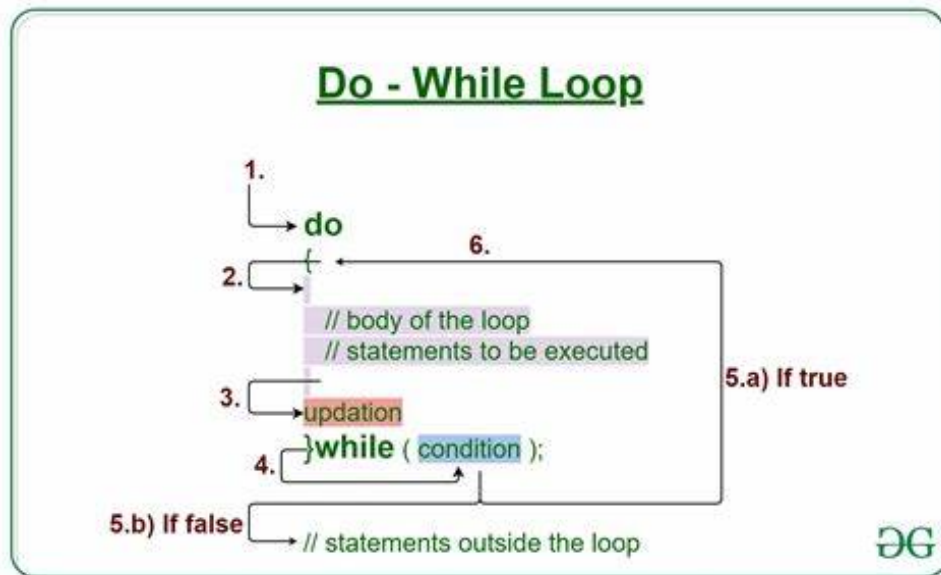 Do - While Loop
1.
do
6.
{
2.
// body of the loop
// statements to be executed
5.a) If true
3.
updation
}while ( condition );
4.
5.b) If false
// statements outside the loop